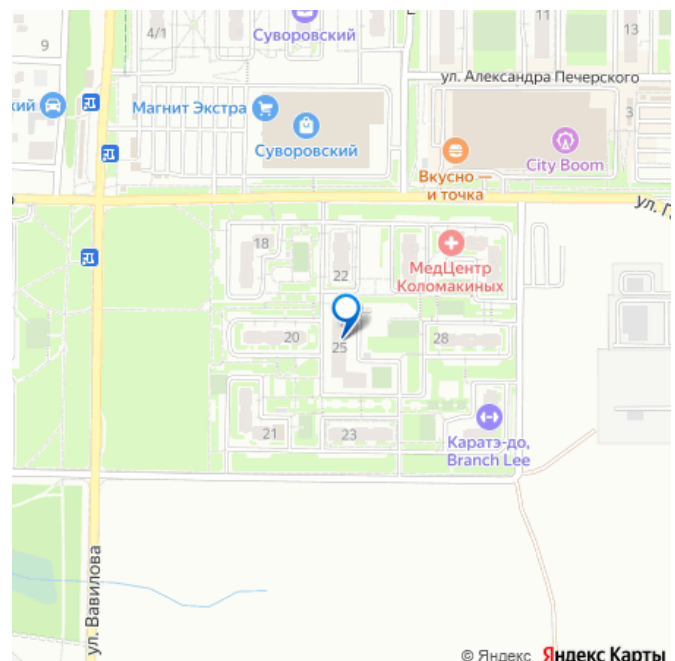 11
13
9
4/1
Суворовский
ул. Александра Печерского
кий
Магнит Экстра
3
Суворовский
City Boom
Вкусно —
и точка
ул. Г
18
22
МедЦентр
Коломакиных
20
25
28
21
23
Каратэ-до,
Branch Lee
ул. Вавилова
© Яндекс Яндекс Карты